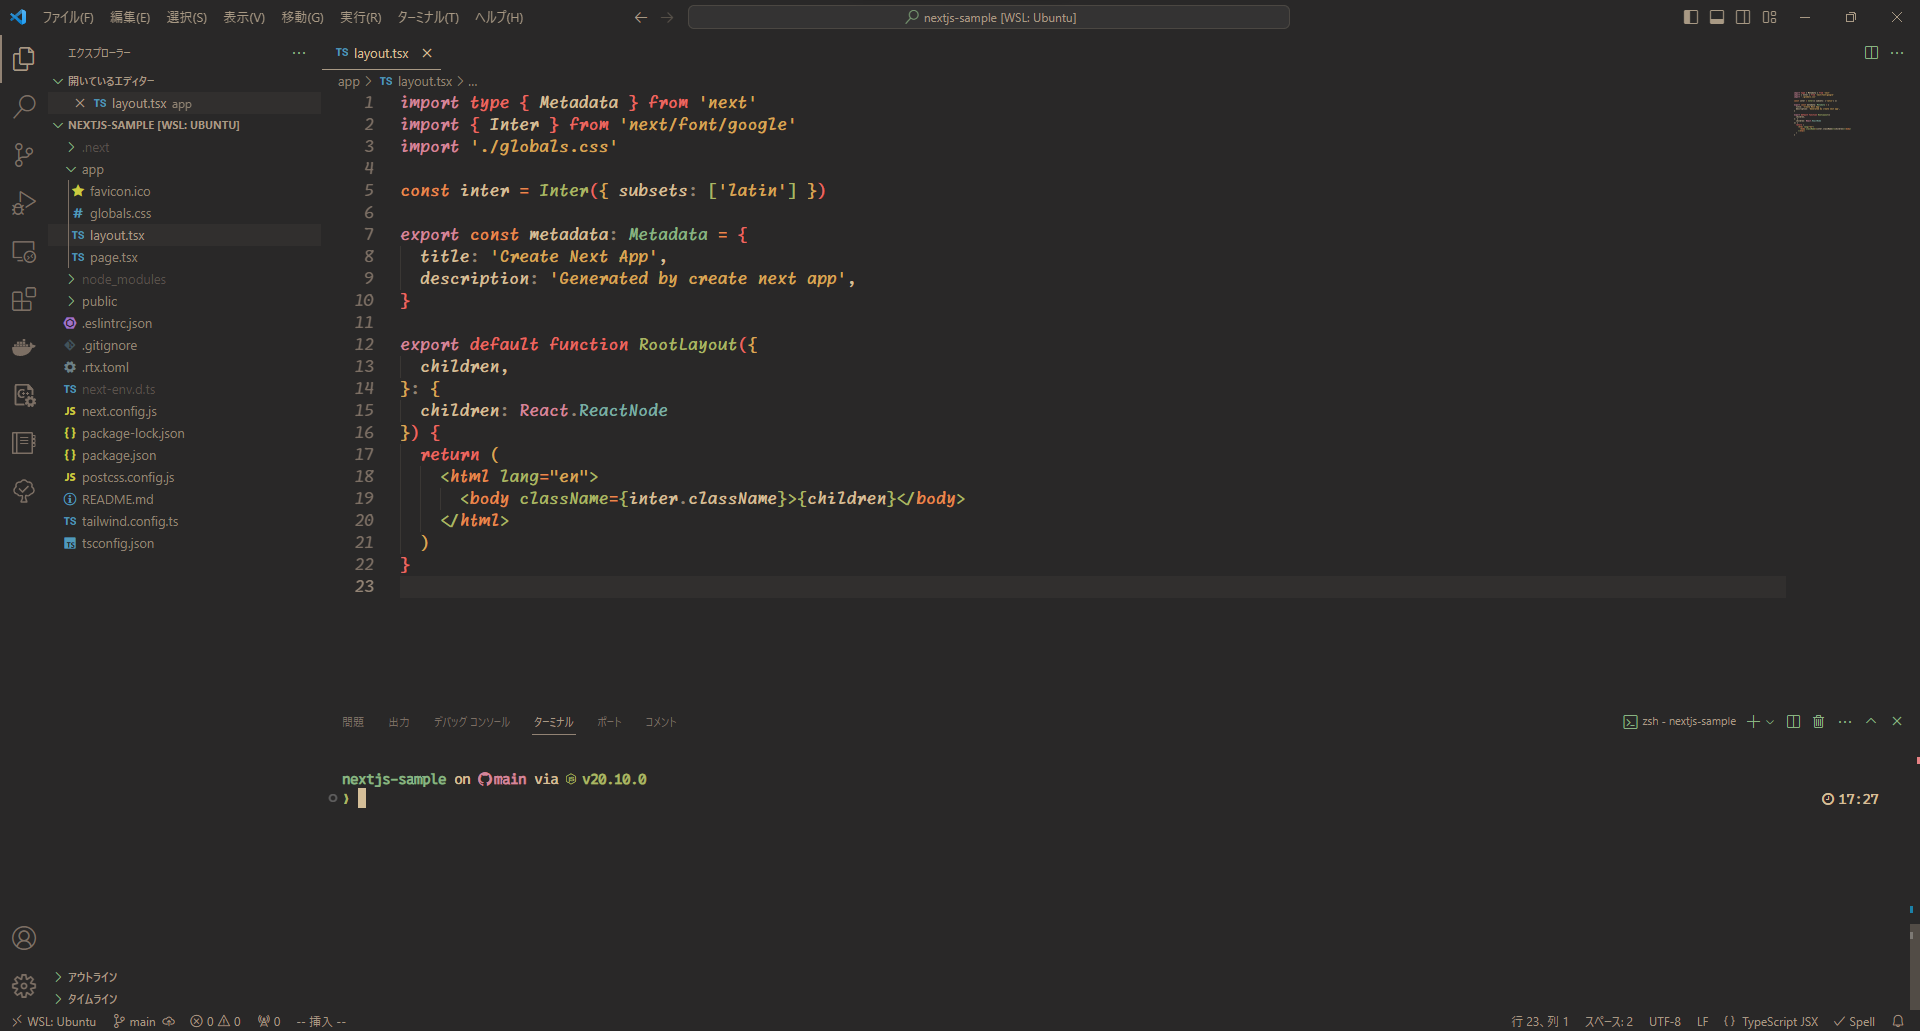 ファイル(F) 編集(E) 選択(S) 表示(V) 移動(G) 実行(R) ターミナル(T) ヘルプ(H)
nextjs-sample [WSL: Ubuntu]
エクスプローラー
開いているエディター
TS layout.tsx app
NEXTJS-SAMPLE [WSL: UBUNTU]
.next
app
favicon.ico
# globals.css
TS layout.tsx
TS page.tsx
node_modules
public
.eslintrc.json
.gitignore
.rtx.toml
TS next-env.d.ts
JS next.config.js
{} package-lock.json
{} package.json
JS postcss.config.js
README.md
TS tailwind.config.ts
TS tsconfig.json
アウトライン
タイムライン
TS layout.tsx
app > TS layout.tsx > ...
1 import type { Metadata } from 'next'
2 import { Inter } from 'next/font/google'
3 import './globals.css'
4
5 const inter = Inter({ subsets: ['latin'] })
6
7 export const metadata: Metadata = {
8 title: 'Create Next App',
9 description: 'Generated by create next app',
10 }
11
12 export default function RootLayout({
13 children,
14 }: {
15 children: React.ReactNode
16 }) {
17 return (
18 <html lang="en">
19 <body className={inter.className}>{children}</body>
20 </html>
21 )
22 }
23
問題 出力 デバッグ コンソール ターミナル ポート コメント
zsh - nextjs-sample
nextjs-sample on main via v20.10.0
❯
17:27
WSL: Ubuntu main 0 0 0 -- 挿入 --
行 23、列 1 スペース: 2 UTF-8 LF {} TypeScript JSX Spell